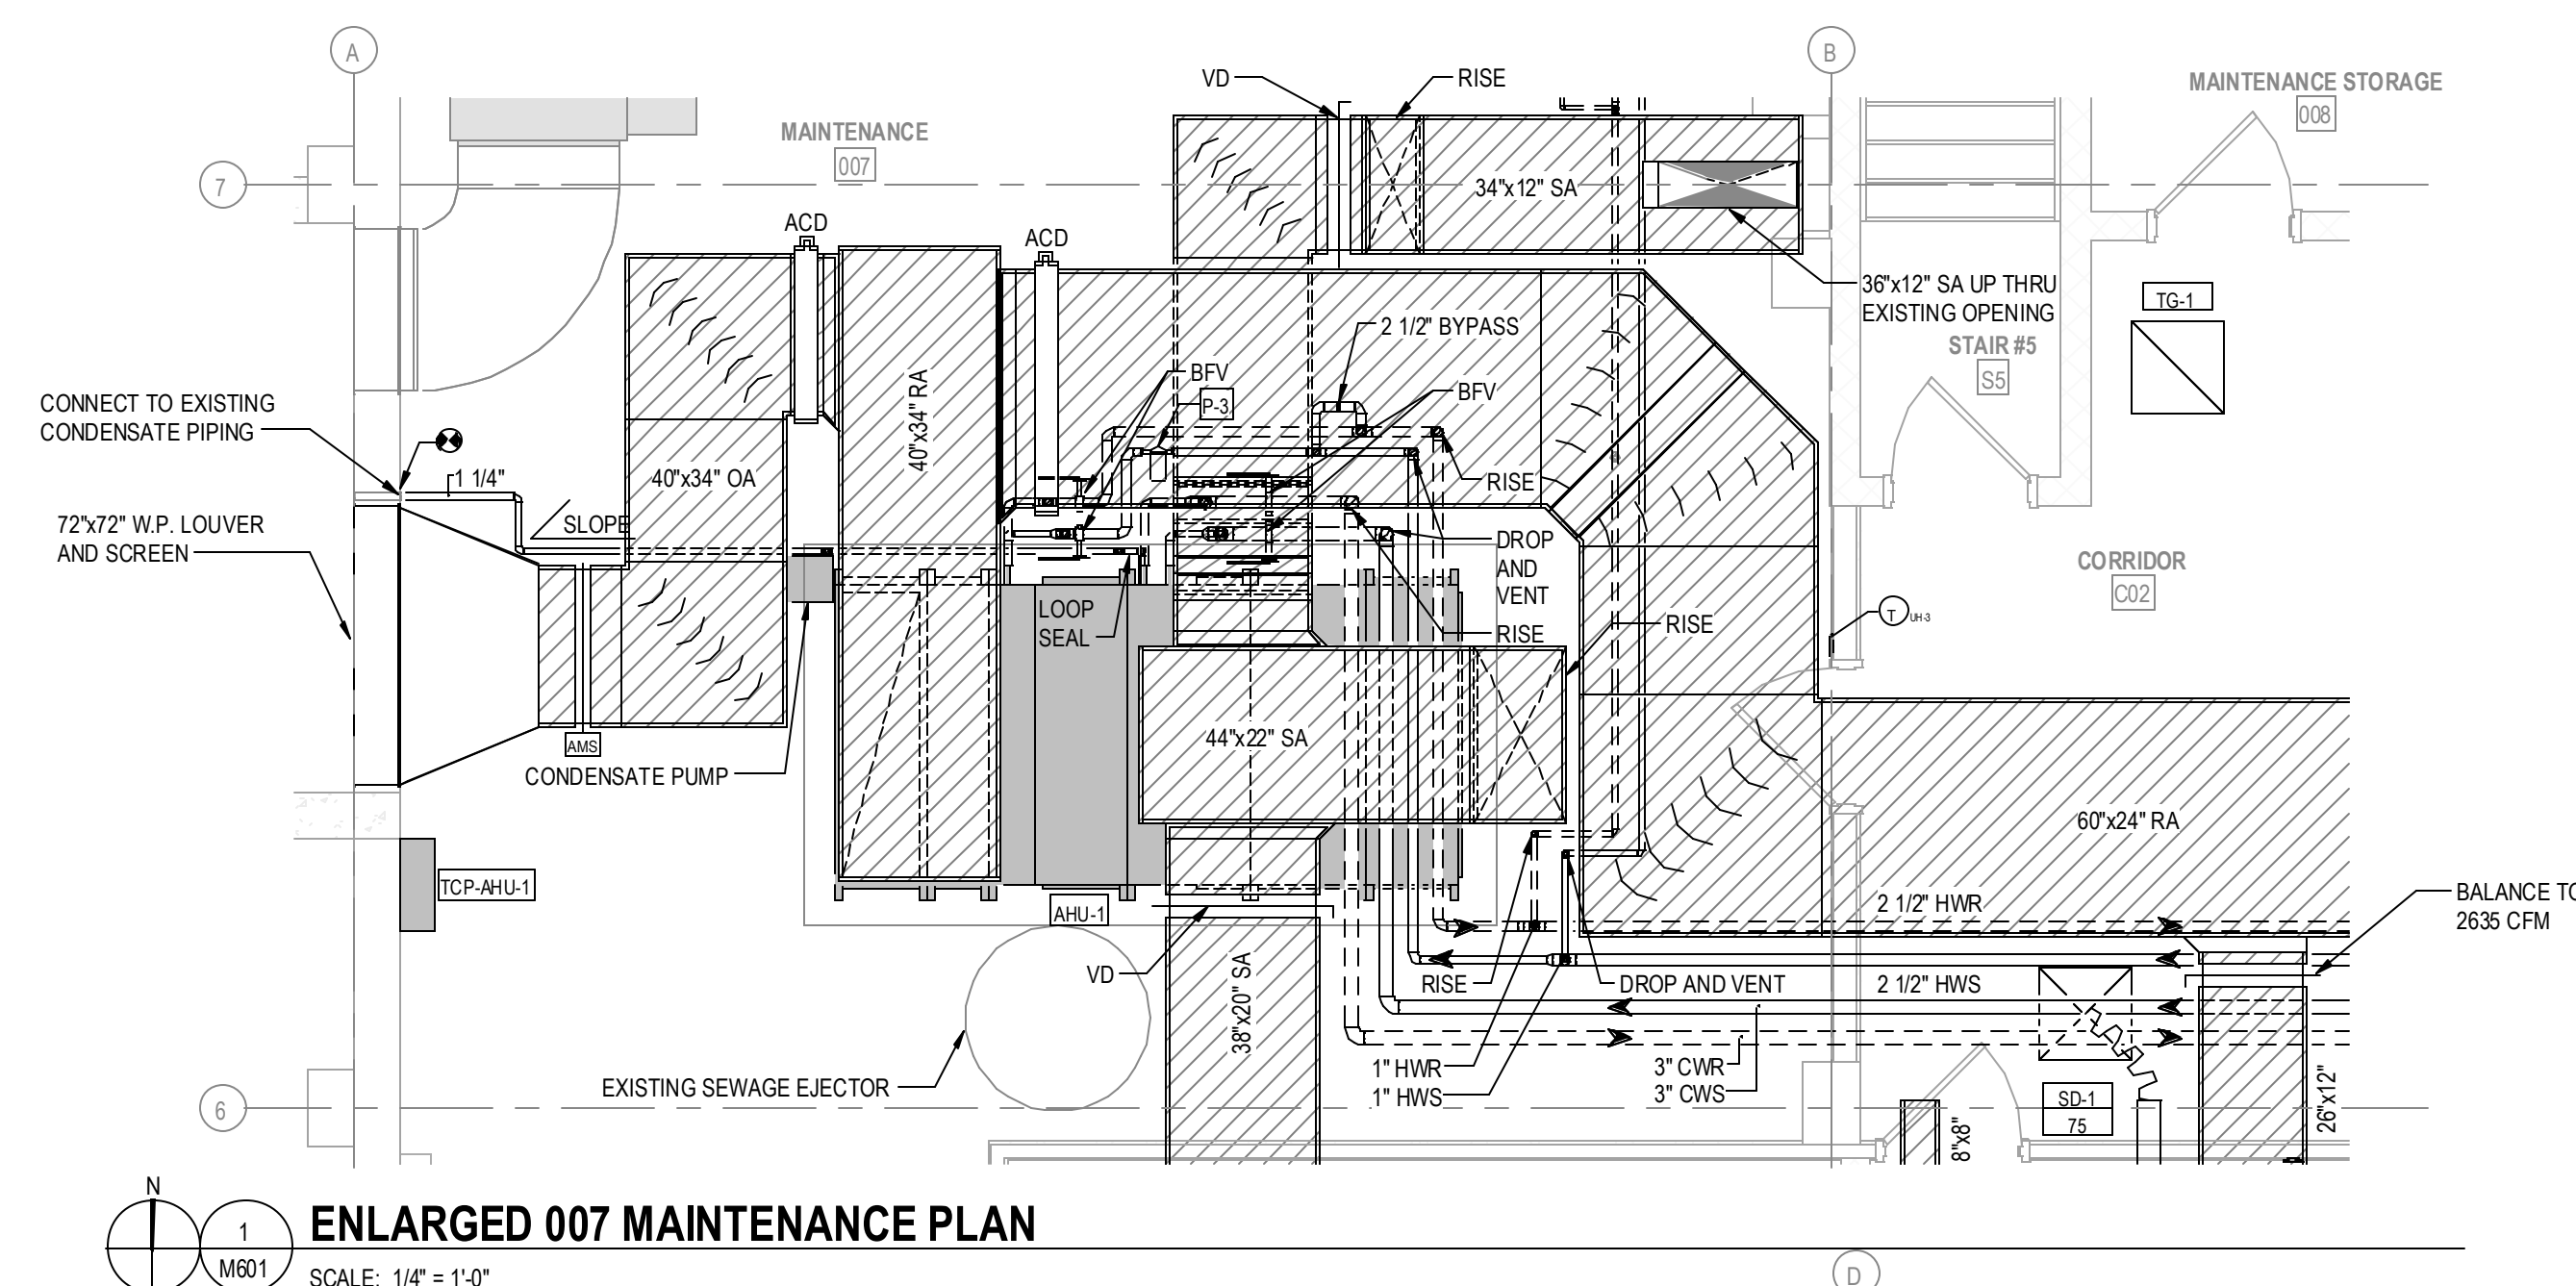 A
B
VD
RISE
MAINTENANCE STORAGE
008
MAINTENANCE
007
7
34"x12" SA
ACD
ACD
36"x12" SA UP THRU
EXISTING OPENING
TG-1
STAIR #5
S5
2 1/2" BYPASS
BFV
P-3
BFV
CONNECT TO EXISTING
CONDENSATE PIPING
40"x34" RA
1 1/4"
40"x34" OA
RISE
72"x72" W.P. LOUVER
AND SCREEN
SLOPE
DROP
AND
VENT
CORRIDOR
C02
LOOP
SEAL
RISE
RISE
T
UH-3
AMS
44"x22" SA
CONDENSATE PUMP
60"x24" RA
TCP-AHU-1
AHU-1
2 1/2" HWR
BALANCE TO
2635 CFM
VD
38"x20" SA
RISE
DROP AND VENT
2 1/2" HWS
EXISTING SEWAGE EJECTOR
1" HWR
1" HWS
3" CWR
3" CWS
6
SD-1
75
8"x8"
26"x12"
N
1
M601
ENLARGED 007 MAINTENANCE PLAN
SCALE: 1/4" = 1'-0"
D